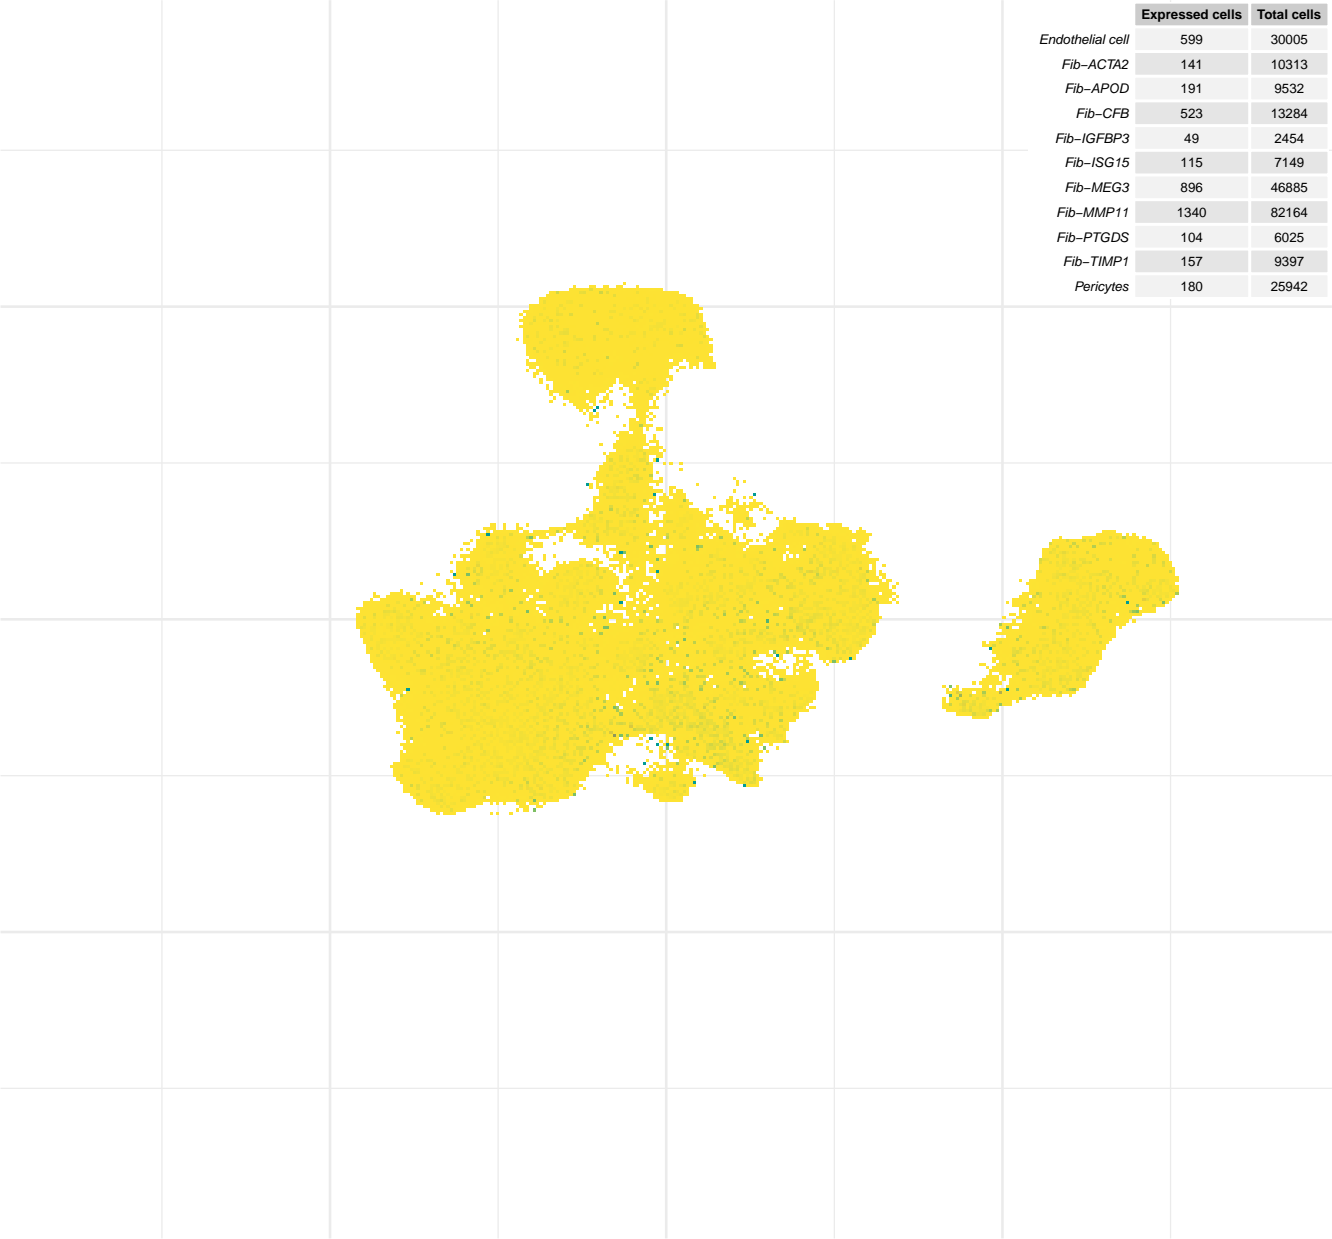 Expressed cells Total cells
Endothelial cell 599 30005
Fib−ACTA2 141 10313
Fib−APOD 191 9532
Fib−CFB 523 13284
Fib−IGFBP3 49 2454
Fib−ISG15 115 7149
Fib−MEG3 896 46885
Fib−MMP11 1340 82164
Fib−PTGDS 104 6025
Fib−TIMP1 157 9397
Pericytes 180 25942